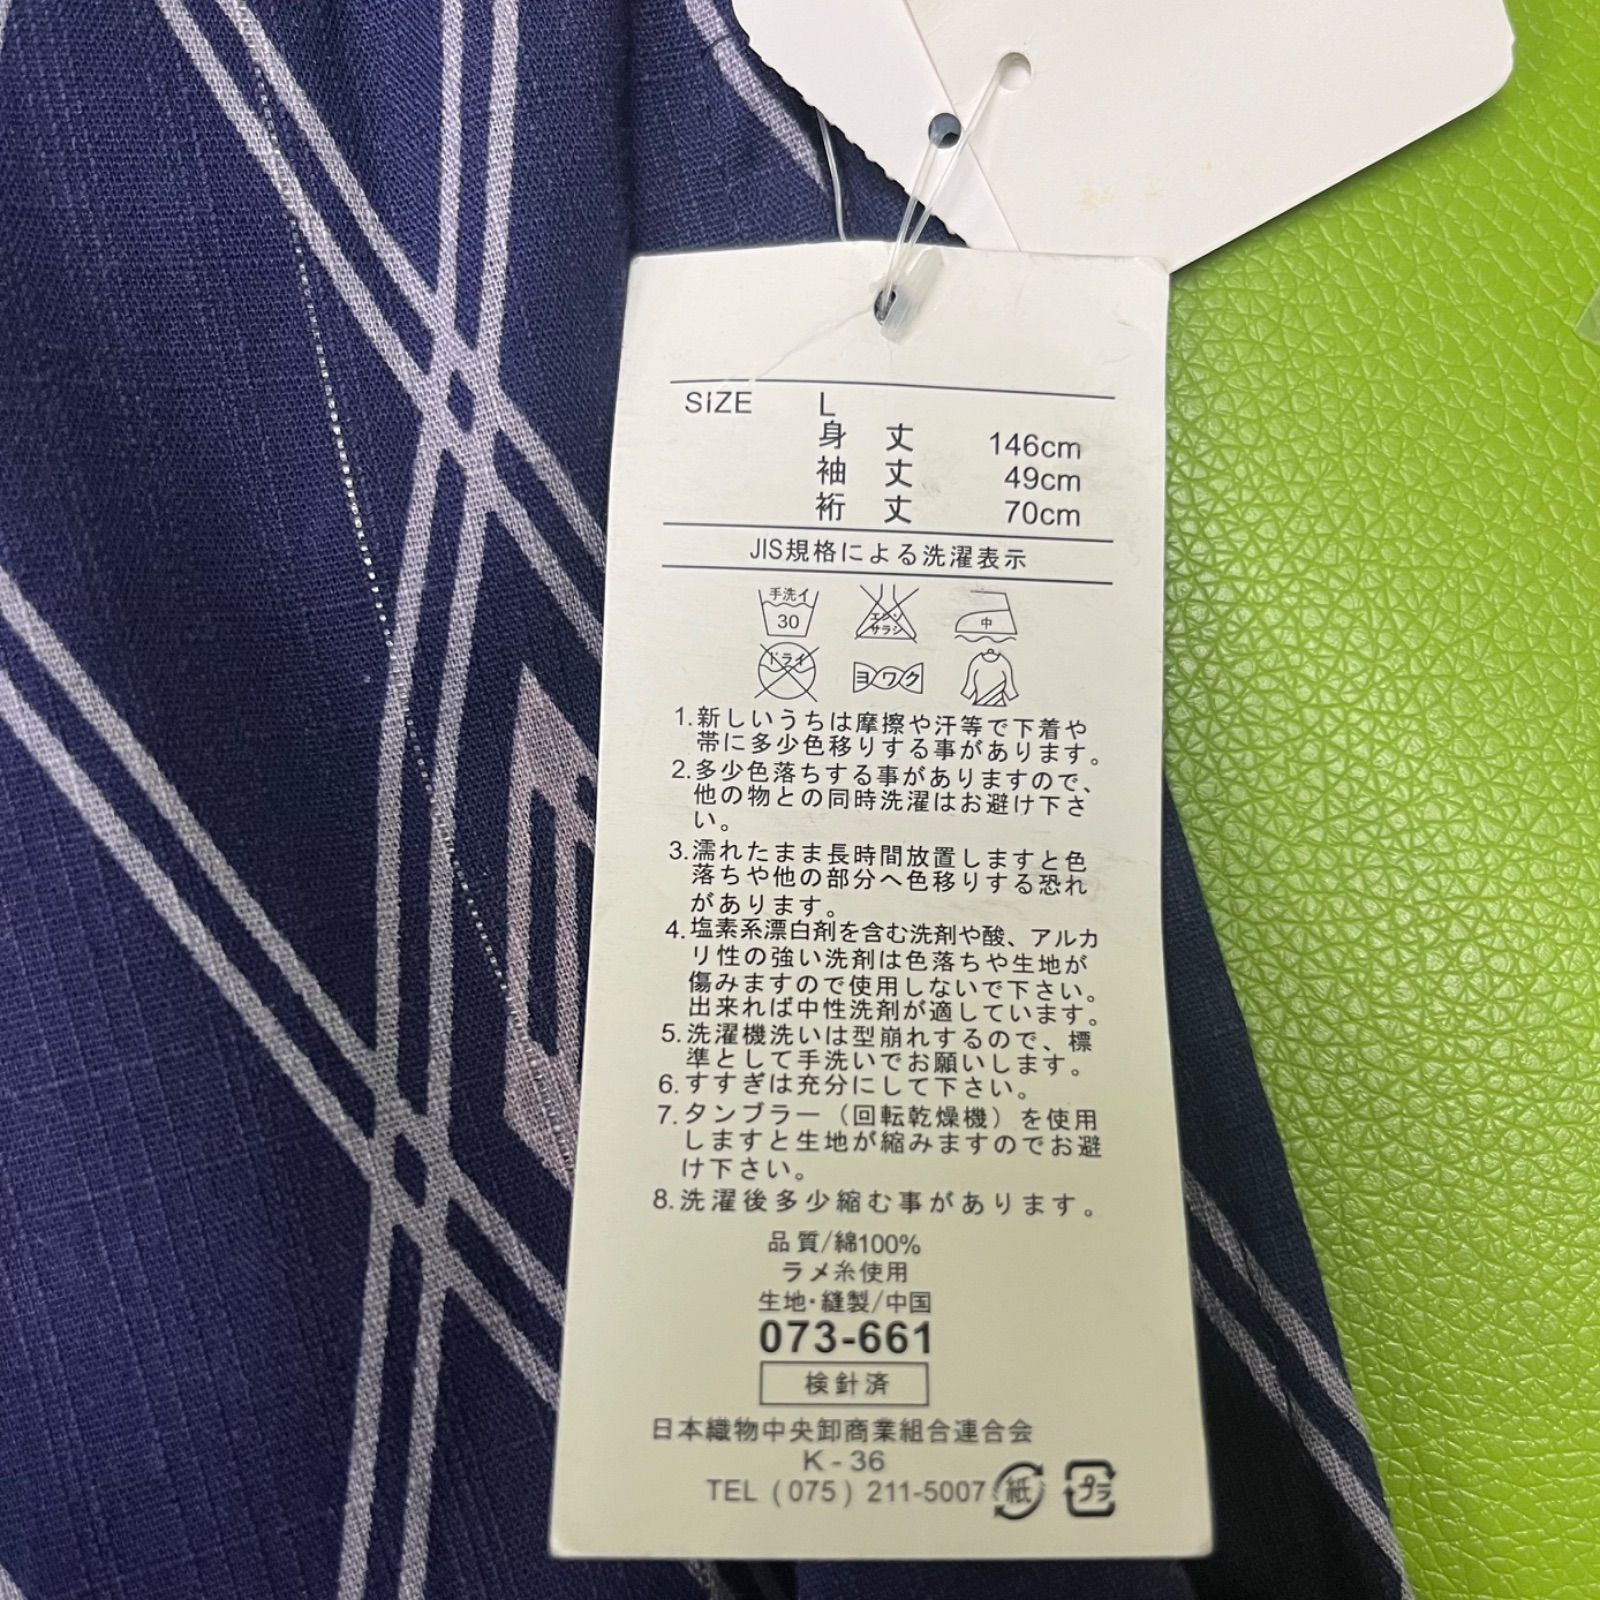 SIZE L
身丈 146cm
袖丈 49cm
裄丈 70cm
JIS規格による洗濯表示
手洗イ 30
エンソ サラシ
中
ドライ
ヨワク
1.新しいうちは摩擦や汗等で下着や
帯に多少色移りする事があります。
2.多少色落ちする事がありますので、
他の物との同時洗濯はお避け下さ
い。
3.濡れたまま長時間放置しますと色
落ちや他の部分へ色移りする恐れ
があります。
4.塩素系漂白剤を含む洗剤や酸、アルカ
リ性の強い洗剤は色落ちや生地が
傷みますので使用しないで下さい。
出来れば中性洗剤が適しています。
5.洗濯機洗いは型崩れするので、標
準として手洗いでお願いします。
6.すすぎは充分にして下さい。
7.タンブラー（回転乾燥機）を使用
しますと生地が縮みますのでお避
け下さい。
8.洗濯後多少縮む事があります。
品質/綿100%
ラメ糸使用
生地・縫製/中国
073-661
検針済
日本織物中央卸商業組合連合会
K-36
TEL (075) 211-5007 紙 プラ